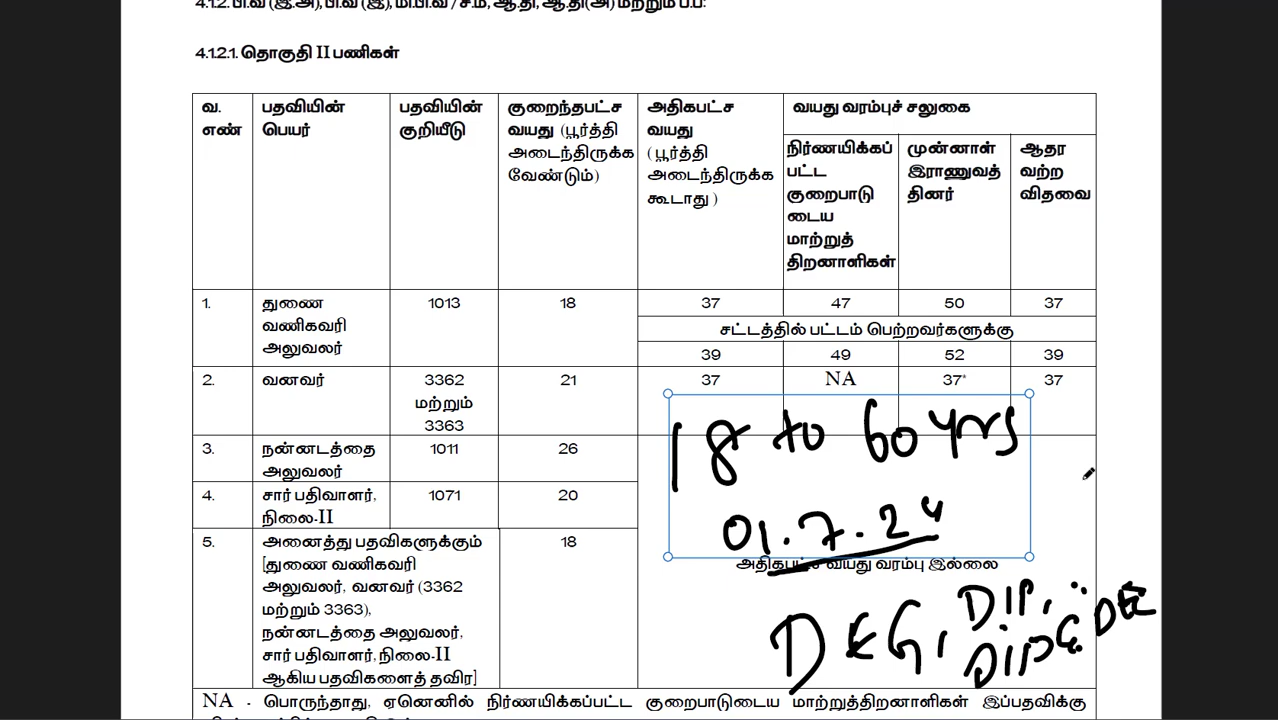 4.1.2. பி.வ (இ.அ), பி.வ (இ), மி.பி.வ / சீ.ம, ஆ.தி, ஆ.தி(அ) மற்றும் ப.ப:
4.1.2.1. தொகுதி II பணிகள்
வ. எண்
பதவியின் பெயர்
பதவியின் குறியீடு
குறைந்தபட்ச வயது (பூர்த்தி அடைந்திருக்க வேண்டும்)
அதிகபட்ச வயது (பூர்த்தி அடைந்திருக்க கூடாது )
வயது வரம்புச் சலுகை
நிர்ணயிக்கப் பட்ட குறைபாடு டைய மாற்றுத் திறனாளிகள்
முன்னாள் இராணுவத் தினர்
ஆதர வற்ற விதவை
1. துணை வணிகவரி அலுவலர் 1013 18 37 47 50 37
சட்டத்தில் பட்டம் பெற்றவர்களுக்கு
39 49 52 39
2. வனவர் 3362 மற்றும் 3363 21 37 NA 37* 37
18 to 60 yrs
3. நன்னடத்தை அலுவலர் 1011 26
4. சார் பதிவாளர், நிலை-II 1071 20
01.7.24
5. அனைத்து பதவிகளுக்கும் 18
[துணை வணிகவரி
அலுவலர், வனவர் (3362
மற்றும் 3363),
நன்னடத்தை அலுவலர்,
சார் பதிவாளர், நிலை-II
ஆகிய பதவிகளைத் தவிர]
அதிகபட்ச வயது வரம்பு இல்லை
DEG, DIP,
NA - பொருந்தாது, ஏனெனில் நிர்ணயிக்கப்பட்ட குறைபாடுடைய மாற்றுத்திறனாளிகள் இப்பதவிக்கு